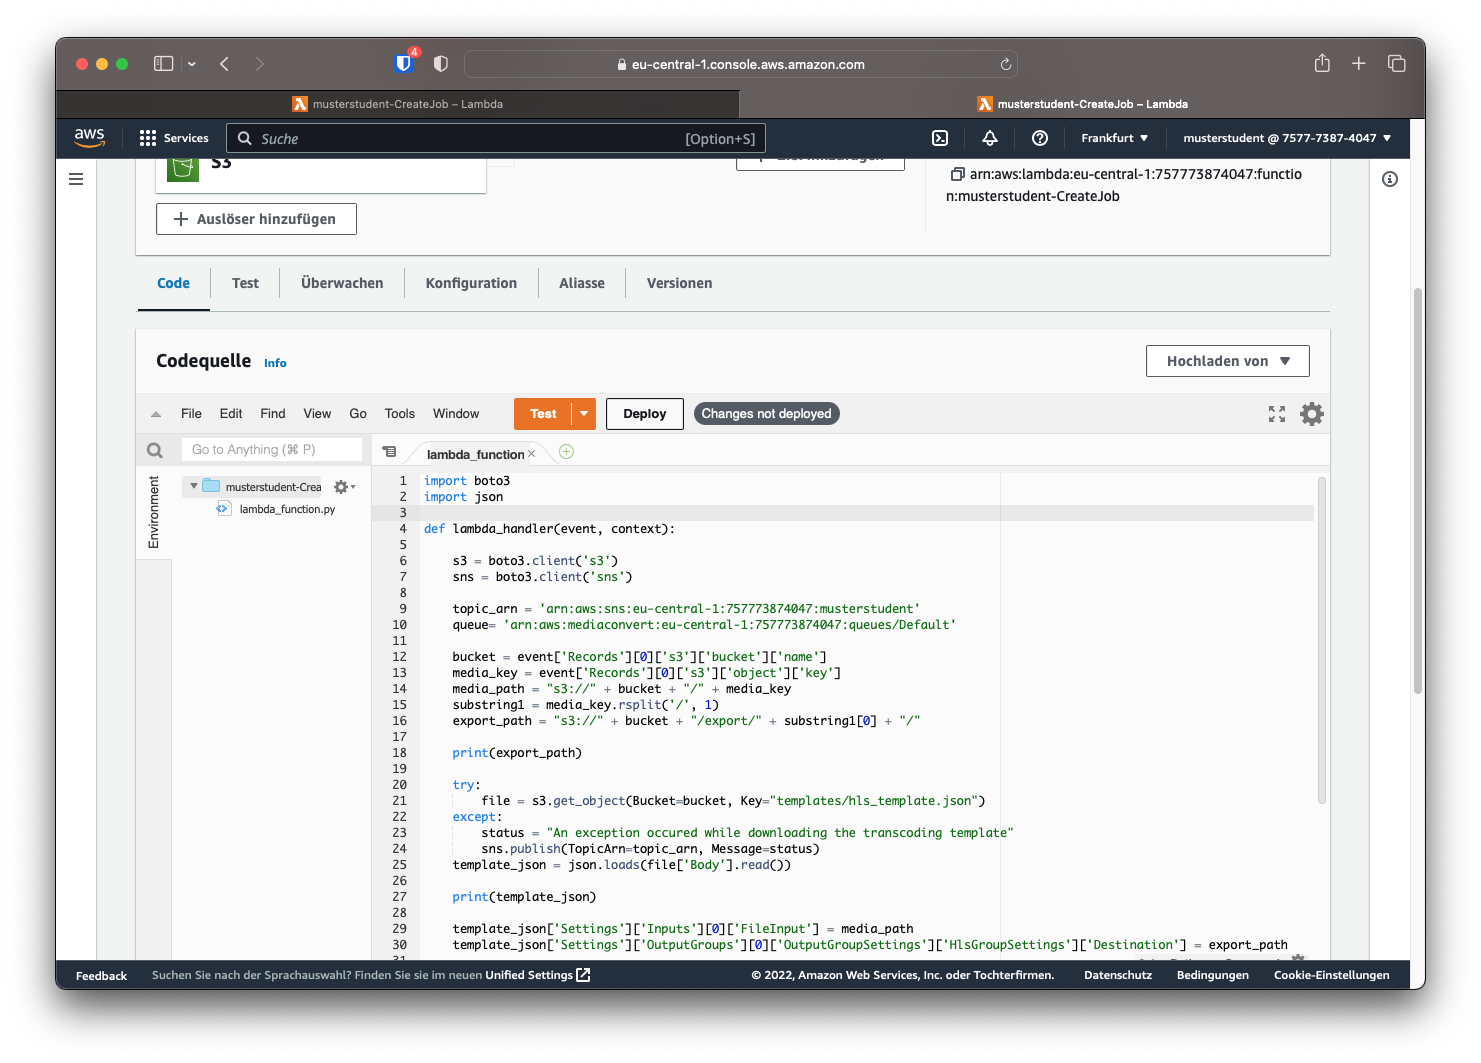 4
eu-central-1.console.aws.amazon.com
musterstudent-CreateJob – Lambda
musterstudent-CreateJob – Lambda
aws
Services
Suche
[Option+S]
Frankfurt ▼
musterstudent @ 7577-7387-4047 ▼
S3
+ Ziel hinzufügen
arn:aws:lambda:eu-central-1:757773874047:functio
n:musterstudent-CreateJob
+ Auslöser hinzufügen
Code
Test
Überwachen
Konfiguration
Aliasse
Versionen
Codequelle Info
Hochladen von ▼
File Edit Find View Go Tools Window
Test
Deploy
Changes not deployed
Go to Anything (⌘ P)
lambda_function ×
Environment
musterstudent-Crea
lambda_function.py
1 import boto3
2 import json
3
4 def lambda_handler(event, context):
5
6 s3 = boto3.client('s3')
7 sns = boto3.client('sns')
8
9 topic_arn = 'arn:aws:sns:eu-central-1:757773874047:musterstudent'
10 queue= 'arn:aws:mediaconvert:eu-central-1:757773874047:queues/Default'
11
12 bucket = event['Records'][0]['s3']['bucket']['name']
13 media_key = event['Records'][0]['s3']['object']['key']
14 media_path = "s3://" + bucket + "/" + media_key
15 substring1 = media_key.rsplit('/', 1)
16 export_path = "s3://" + bucket + "/export/" + substring1[0] + "/"
17
18 print(export_path)
19
20 try:
21 file = s3.get_object(Bucket=bucket, Key="templates/hls_template.json")
22 except:
23 status = "An exception occured while downloading the transcoding template"
24 sns.publish(TopicArn=topic_arn, Message=status)
25 template_json = json.loads(file['Body'].read())
26
27 print(template_json)
28
29 template_json['Settings']['Inputs'][0]['FileInput'] = media_path
30 template_json['Settings']['OutputGroups'][0]['OutputGroupSettings']['HlsGroupSettings']['Destination'] = export_path
31
Feedback
Suchen Sie nach der Sprachauswahl? Finden Sie sie im neuen Unified Settings
© 2022, Amazon Web Services, Inc. oder Tochterfirmen.
Datenschutz
Bedingungen
Cookie-Einstellungen